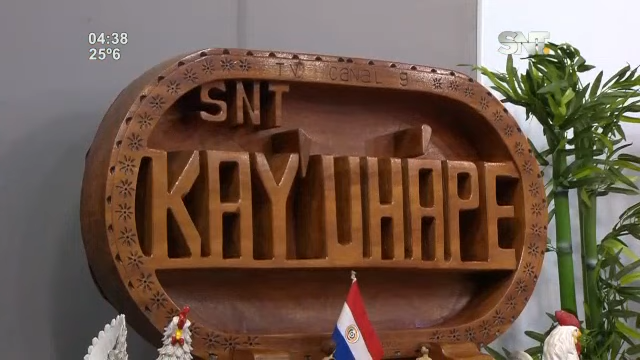 04:38
25°6
SNT
TV Canal 9
SNT
KAY'UHÁPE